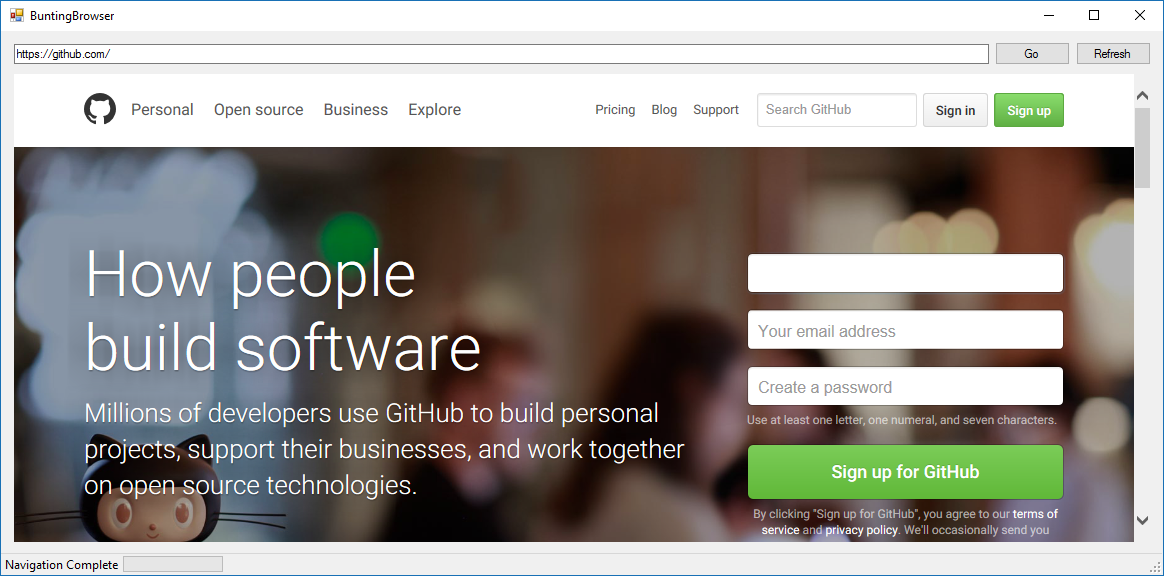 BuntingBrowser
https://github.com/
Go
Refresh
Personal
Open source
Business
Explore
Pricing
Blog
Support
Search GitHub
Sign in
Sign up
How people
build software
Millions of developers use GitHub to build personal
projects, support their businesses, and work together
on open source technologies.
Your email address
Create a password
Use at least one letter, one numeral, and seven characters.
Sign up for GitHub
By clicking "Sign up for GitHub", you agree to our terms of
service and privacy policy. We'll occasionally send you
Navigation Complete